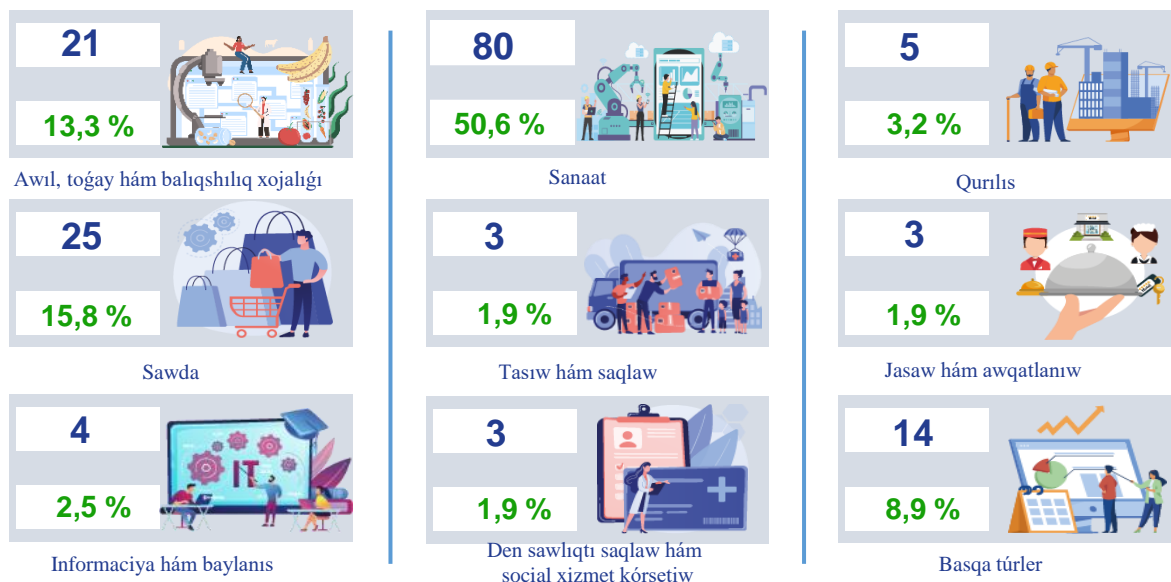 21
13,3 %
Awıl, toǵay hám balıqshılıq xojalıǵı
80
50,6 %
Sanaat
5
3,2 %
Qurılıs
25
15,8 %
Sawda
3
1,9 %
Tasıw hám saqlaw
3
1,9 %
Jasaw hám awqatlanıw
4
2,5 %
IT
Informaciya hám baylanıs
3
1,9 %
Den sawlıqtı saqlaw hám
social xizmet kórsetiw
14
8,9 %
Basqa túrler